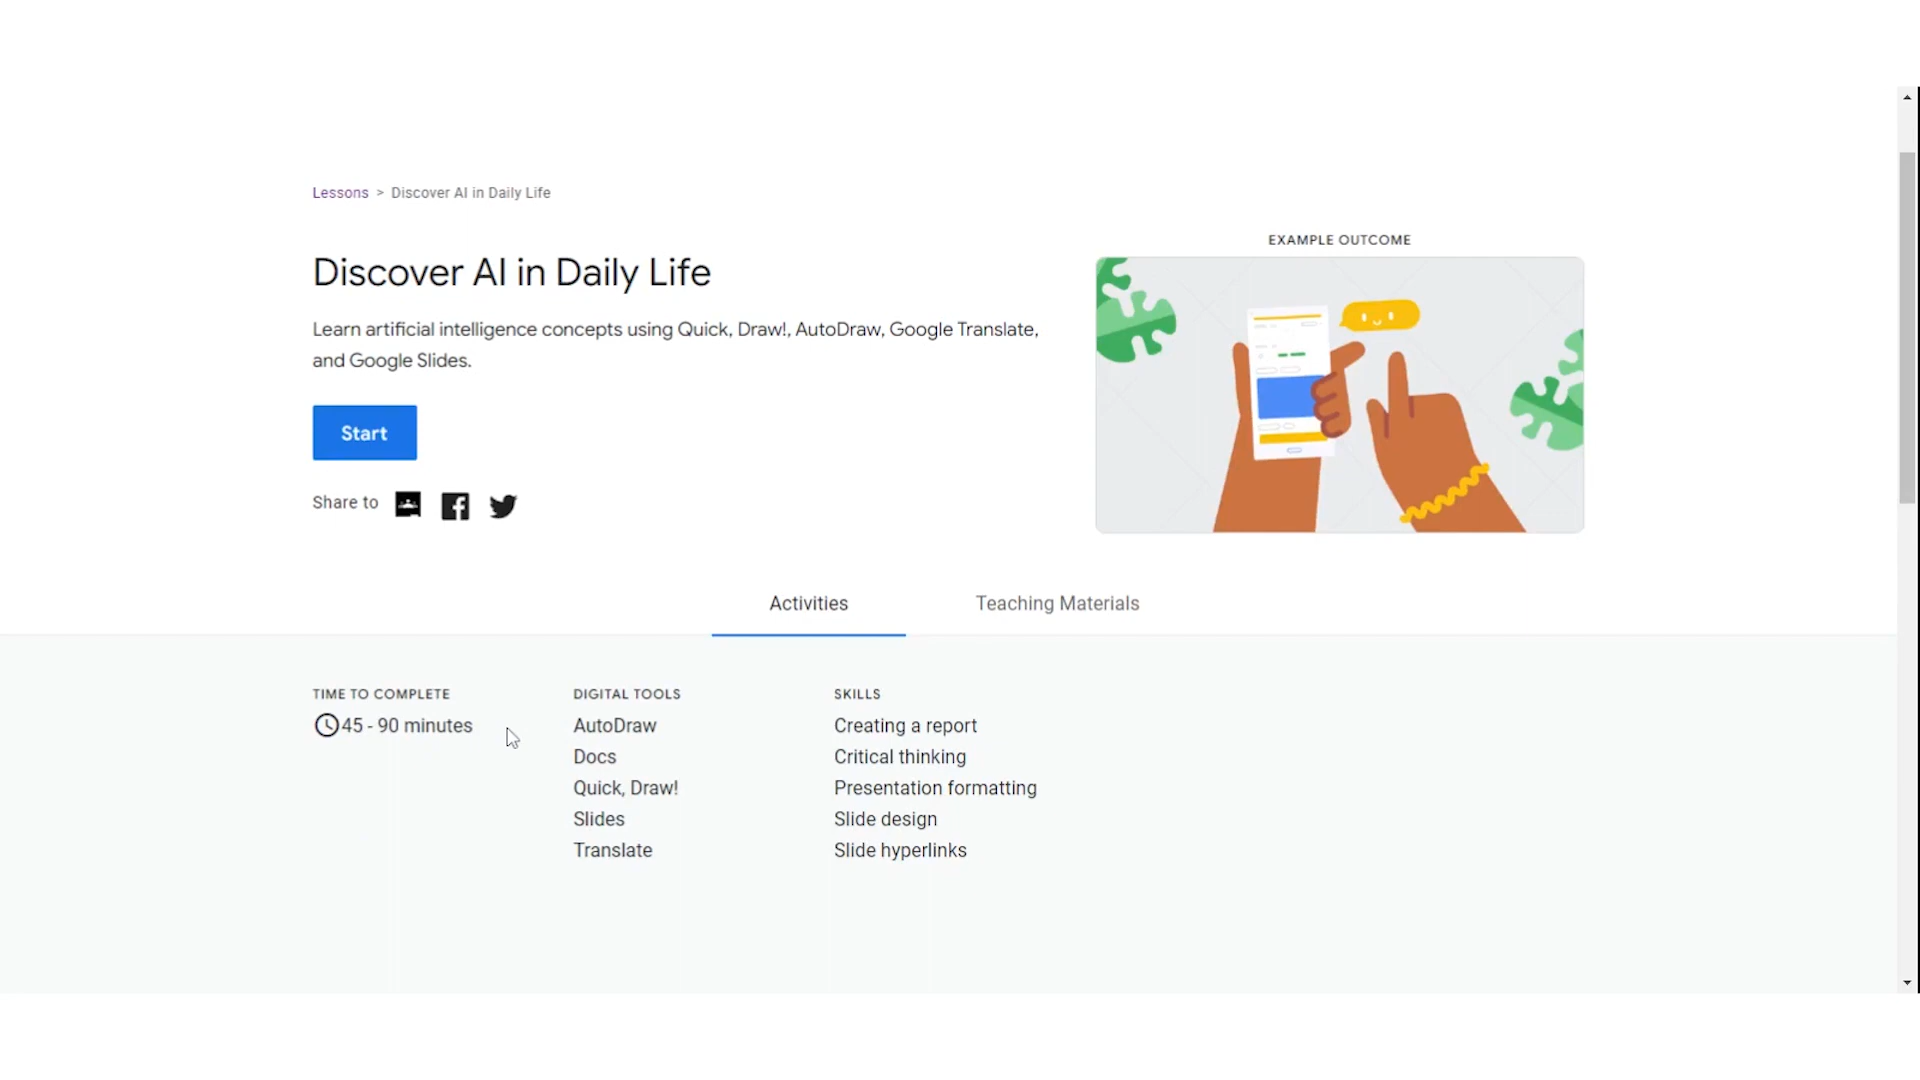 Lessons > Discover AI in Daily Life
EXAMPLE OUTCOME
Discover AI in Daily Life
Learn artificial intelligence concepts using Quick, Draw!, AutoDraw, Google Translate,
and Google Slides.
Start
Share to
Activities
Teaching Materials
TIME TO COMPLETE
45 - 90 minutes
DIGITAL TOOLS
AutoDraw
Docs
Quick, Draw!
Slides
Translate
SKILLS
Creating a report
Critical thinking
Presentation formatting
Slide design
Slide hyperlinks